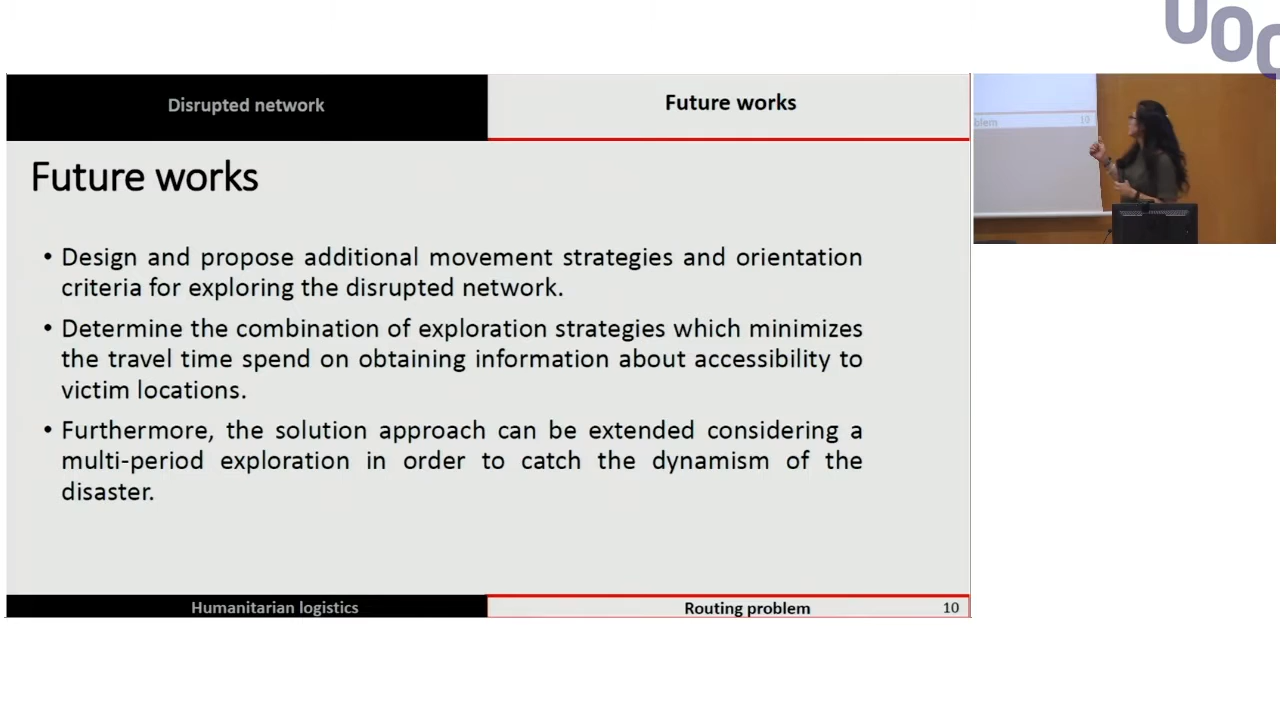 UOC
Disrupted network
Future works
Future works
• Design and propose additional movement strategies and orientation
criteria for exploring the disrupted network.
• Determine the combination of exploration strategies which minimizes
the travel time spend on obtaining information about accessibility to
victim locations.
• Furthermore, the solution approach can be extended considering a
multi-period exploration in order to catch the dynamism of the
disaster.
Humanitarian logistics
Routing problem
10
blem
10